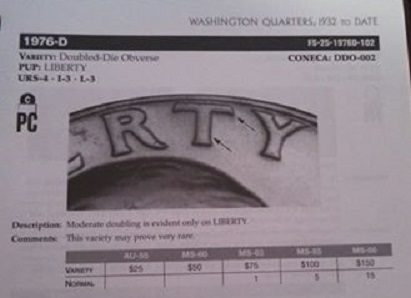 WASHINGTON QUARTERS, 1932 TO DATE
1976-D FS-25-1976D-102
VARIETY: Doubled-Die Obverse CONECA: DDO-002
PUP: LIBERTY
URS-4 · I-3 · L-3
C
PC
ERTY
Description: Moderate doubling is evident only on LIBERTY.
Comments: This variety may prove very rare.
AU-55 MS-60 MS-63 MS-65 MS-66
VARIETY $25 $50 $75 $100 $150
NORMAL 1 5 15